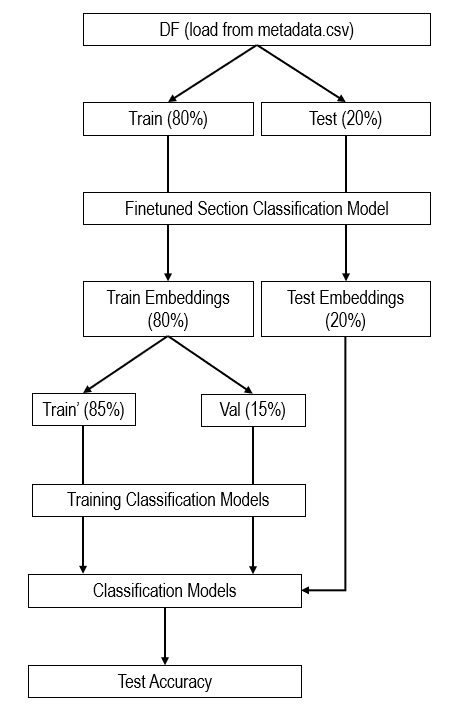 DF (load from metadata.csv)
Train (80%)
Test (20%)
Finetuned Section Classification Model
Train Embeddings
(80%)
Test Embeddings
(20%)
Train’ (85%)
Val (15%)
Training Classification Models
Classification Models
Test Accuracy